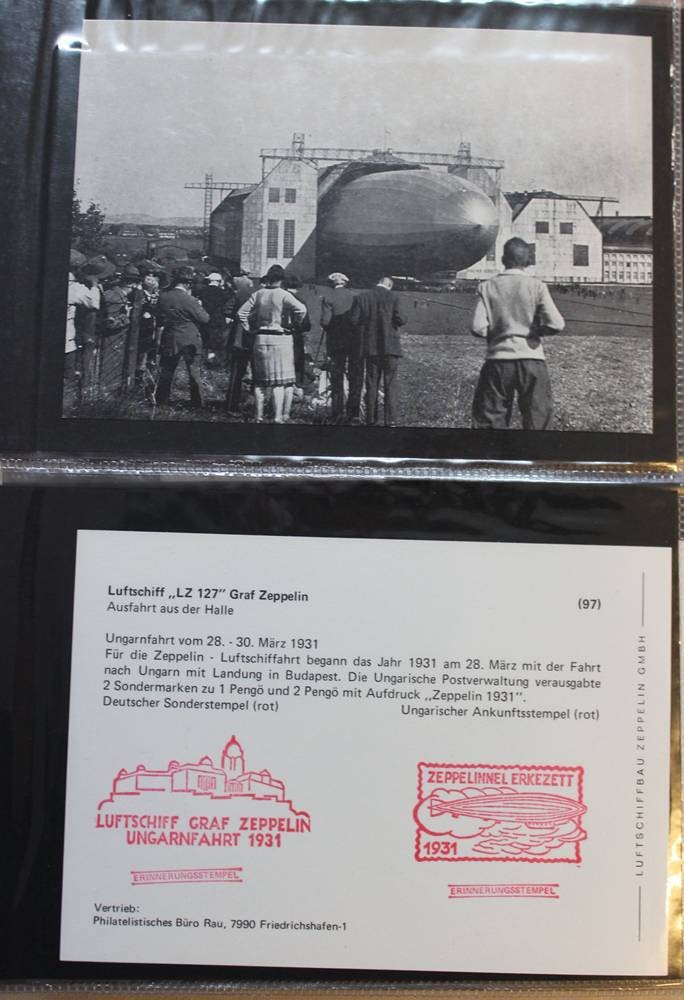 Luftschiff „LZ 127" Graf Zeppelin
Ausfahrt aus der Halle
(97)
Ungarnfahrt vom 28. - 30. März 1931
Für die Zeppelin - Luftschiffahrt begann das Jahr 1931 am 28. März mit der Fahrt
nach Ungarn mit Landung in Budapest. Die Ungarische Postverwaltung verausgabte
2 Sondermarken zu 1 Pengö und 2 Pengö mit Aufdruck „Zeppelin 1931".
Deutscher Sonderstempel (rot)
Ungarischer Ankunftsstempel (rot)
LUFTSCHIFF GRAF ZEPPELIN
UNGARNFAHRT 1931
ERINNERUNGSSTEMPEL
ZEPPELINNEL ERKEZETT
1931
ERINNERUNGSSTEMPEL
Vertrieb:
Philatelistisches Büro Rau, 7990 Friedrichshafen-1
LUFTSCHIFFBAU ZEPPELIN GMBH